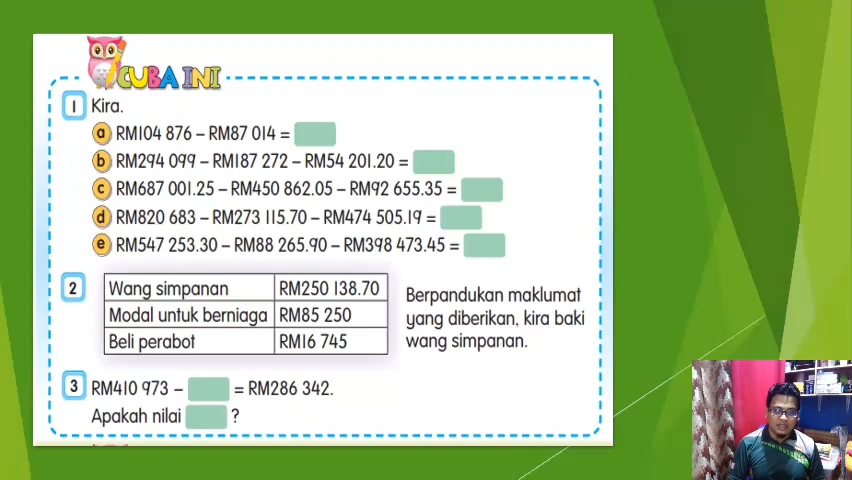 CUBA INI
1 Kira.
a RM104 876 – RM87 014 =
b RM294 099 – RM187 272 – RM54 201.20 =
c RM687 001.25 – RM450 862.05 – RM92 655.35 =
d RM820 683 – RM273 115.70 – RM474 505.19 =
e RM547 253.30 – RM88 265.90 – RM398 473.45 =
2
Wang simpanan RM250 138.70
Modal untuk berniaga RM85 250
Beli perabot RM16 745
Berpandukan maklumat
yang diberikan, kira baki
wang simpanan.
3 RM410 973 – = RM286 342.
Apakah nilai ?